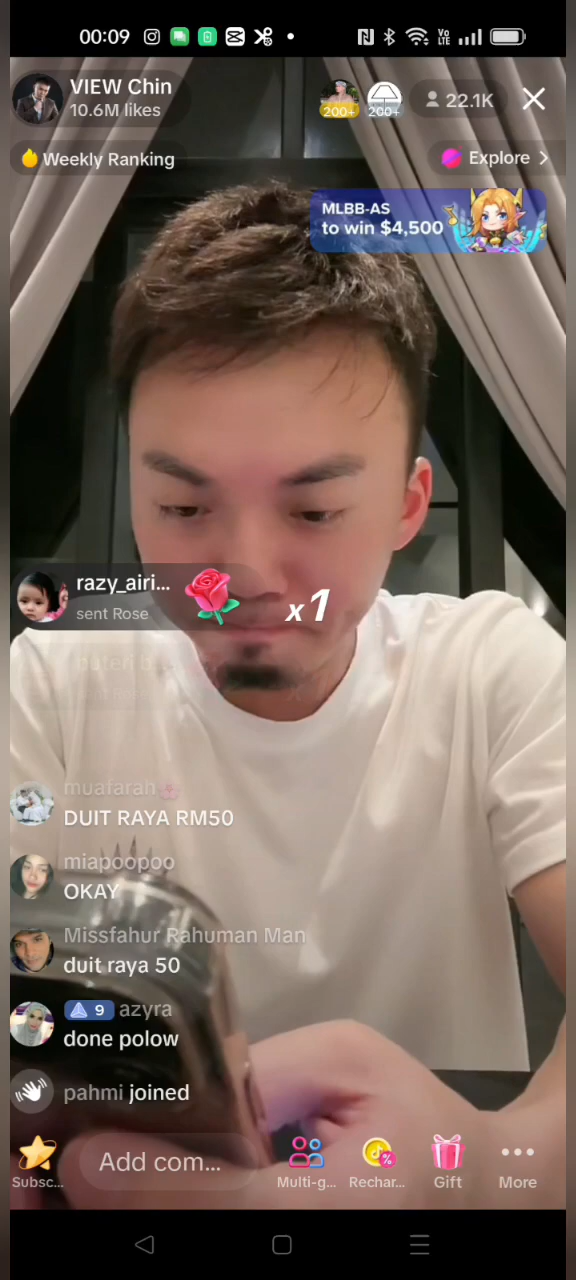 00:09
Vo
LTE
VIEW Chin
10.6M likes
200+
200+
22.1K
Weekly Ranking
Explore >
MLBB-AS
to win $4,500
razy_airi...
sent Rose
x1
muafarah🌸
DUIT RAYA RM50
miapoopoo
OKAY
Missfahur Rahuman Man
duit raya 50
9 azyra
done polow
pahmi joined
Add com...
Subsc...
Multi-g...
Rechar...
Gift
More